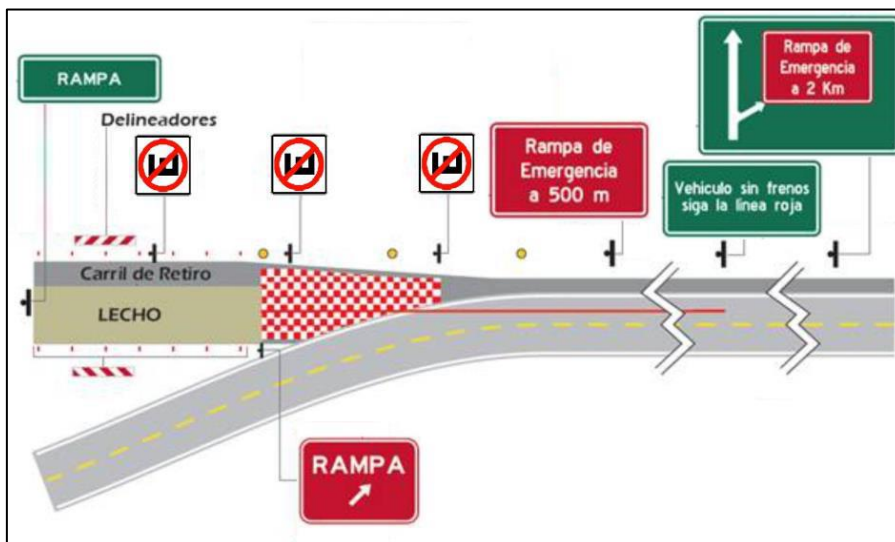 RAMPA
Delineadores
Rampa de
Emergencia
a 500 m
Rampa de
Emergencia
a 2 Km
Vehículo sin frenos
siga la línea roja
Carril de Retiro
LECHO
RAMPA